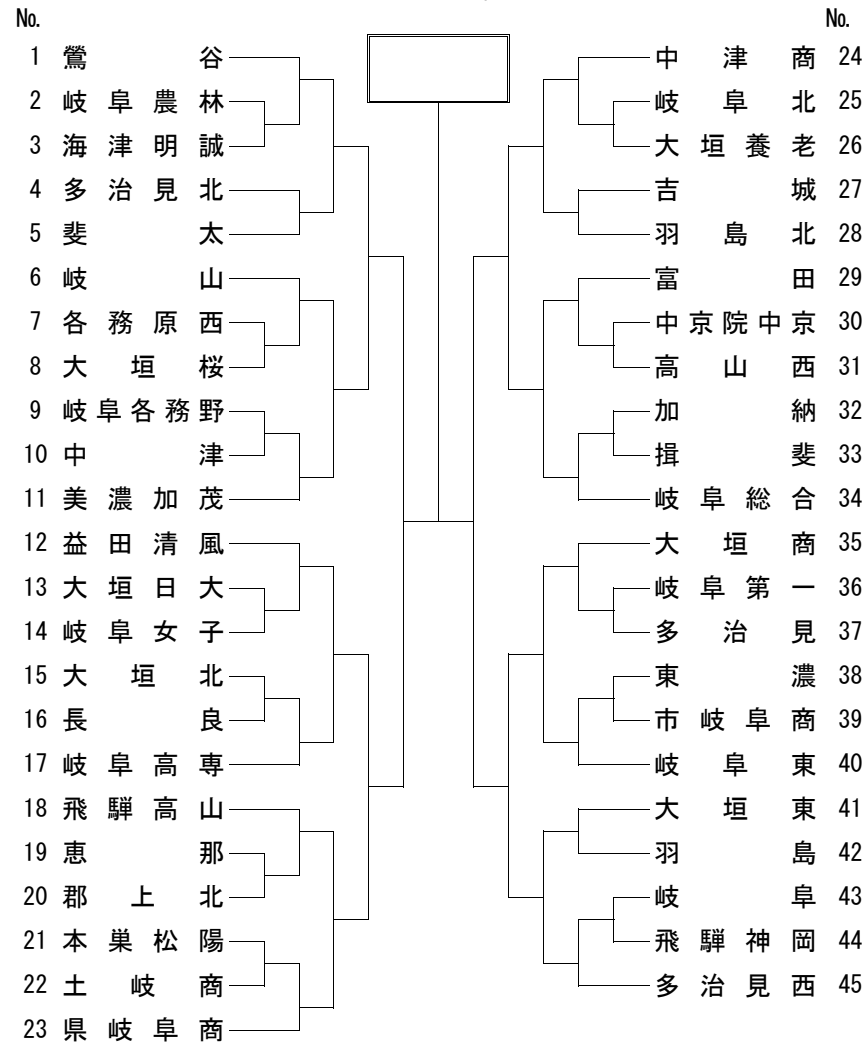 No.
1 鶯谷
2 岐阜農林
3 海津明誠
4 多治見北
5 斐太
6 岐山
7 各務原西
8 大垣桜
9 岐阜各務野
10 中津
11 美濃加茂
12 益田清風
13 大垣日大
14 岐阜女子
15 大垣北
16 長良
17 岐阜高専
18 飛騨高山
19 恵那
20 郡上北
21 本巣松陽
22 土岐商
23 県岐阜商
No.
中津商 24
岐阜北 25
大垣養老 26
吉城 27
羽島北 28
富田 29
中京院中京 30
高山西 31
加納 32
揖斐 33
岐阜総合 34
大垣商 35
岐阜第一 36
多治見 37
東濃 38
市岐阜商 39
岐阜東 40
大垣東 41
羽島 42
岐阜 43
飛騨神岡 44
多治見西 45